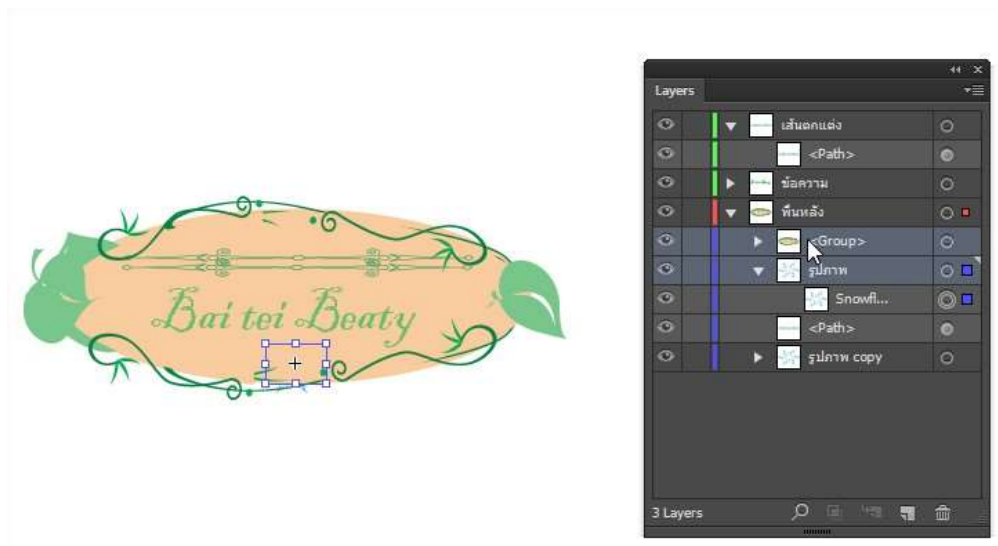 Layers
เส้นตกแต่ง
<Path>
ข้อความ
พื้นหลัง
<Group>
Bai tei Beaty
รูปภาพ
Snowfl...
<Path>
รูปภาพ copy
3 Layers